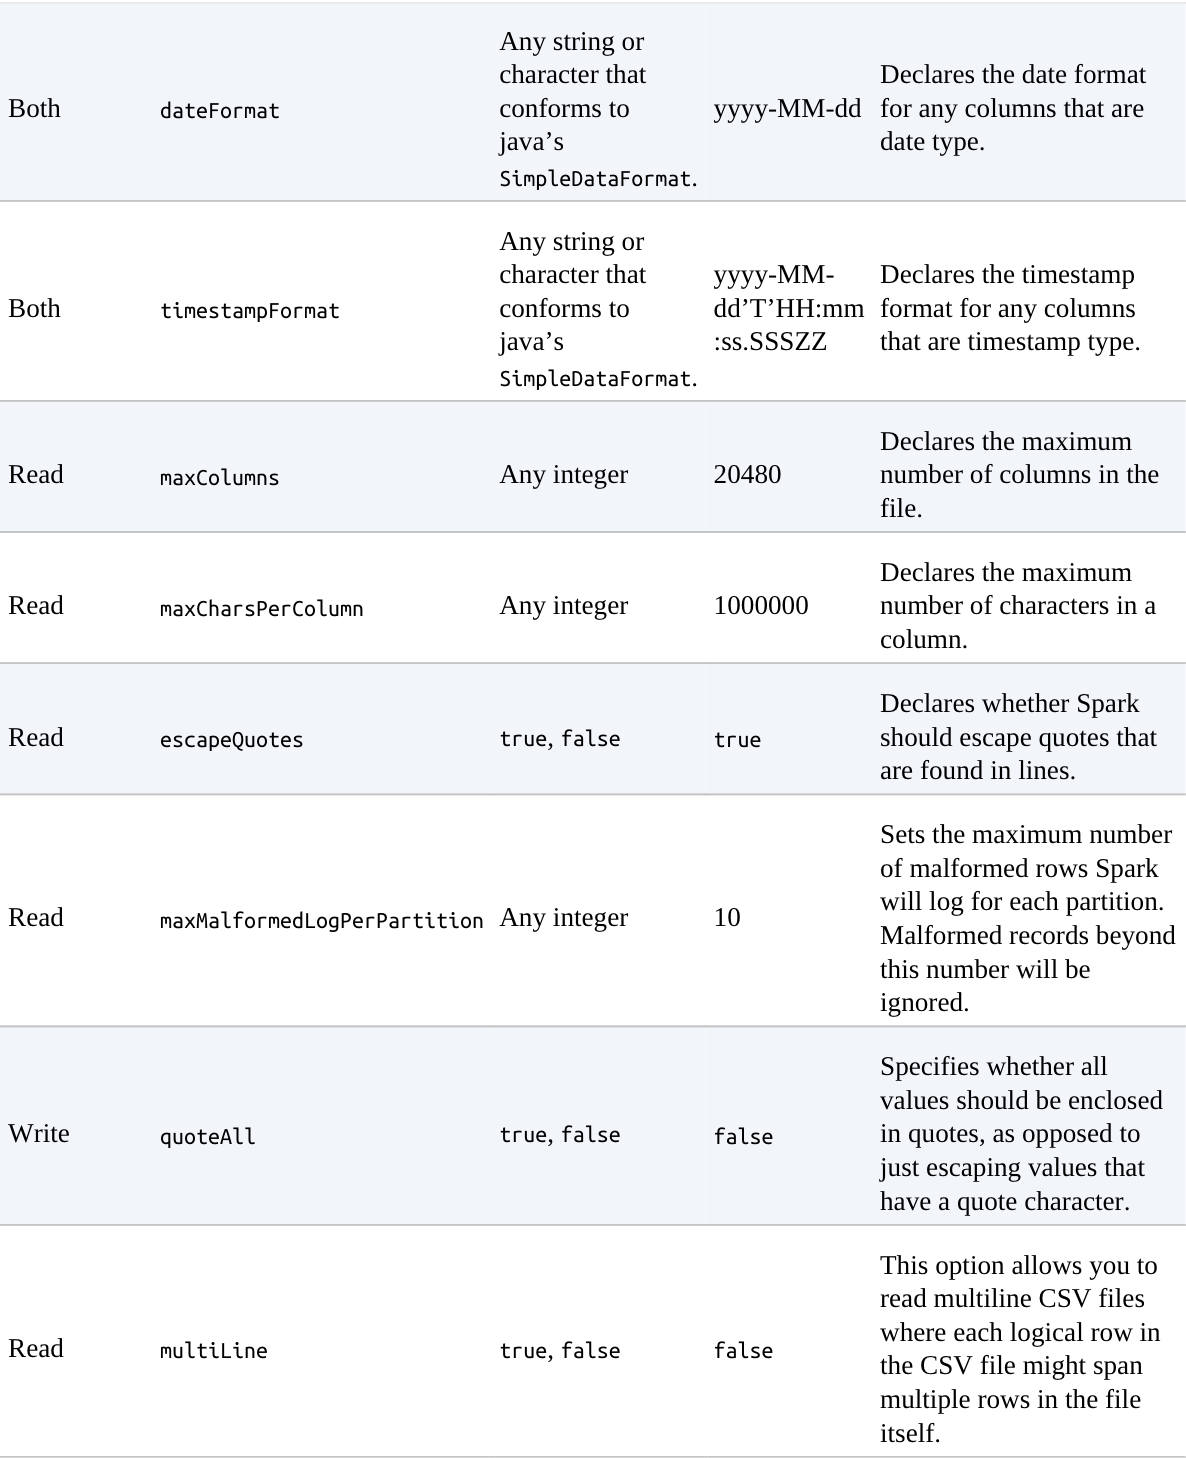 Both dateFormat Any string or character that conforms to java’s SimpleDataFormat. yyyy-MM-dd Declares the date format for any columns that are date type.
Both timestampFormat Any string or character that conforms to java’s SimpleDataFormat. yyyy-MM-dd’T’HH:mm:ss.SSSZZ Declares the timestamp format for any columns that are timestamp type.
Read maxColumns Any integer 20480 Declares the maximum number of columns in the file.
Read maxCharsPerColumn Any integer 1000000 Declares the maximum number of characters in a column.
Read escapeQuotes true, false true Declares whether Spark should escape quotes that are found in lines.
Read maxMalformedLogPerPartition Any integer 10 Sets the maximum number of malformed rows Spark will log for each partition. Malformed records beyond this number will be ignored.
Write quoteAll true, false false Specifies whether all values should be enclosed in quotes, as opposed to just escaping values that have a quote character.
Read multiLine true, false false This option allows you to read multiline CSV files where each logical row in the CSV file might span multiple rows in the file itself.